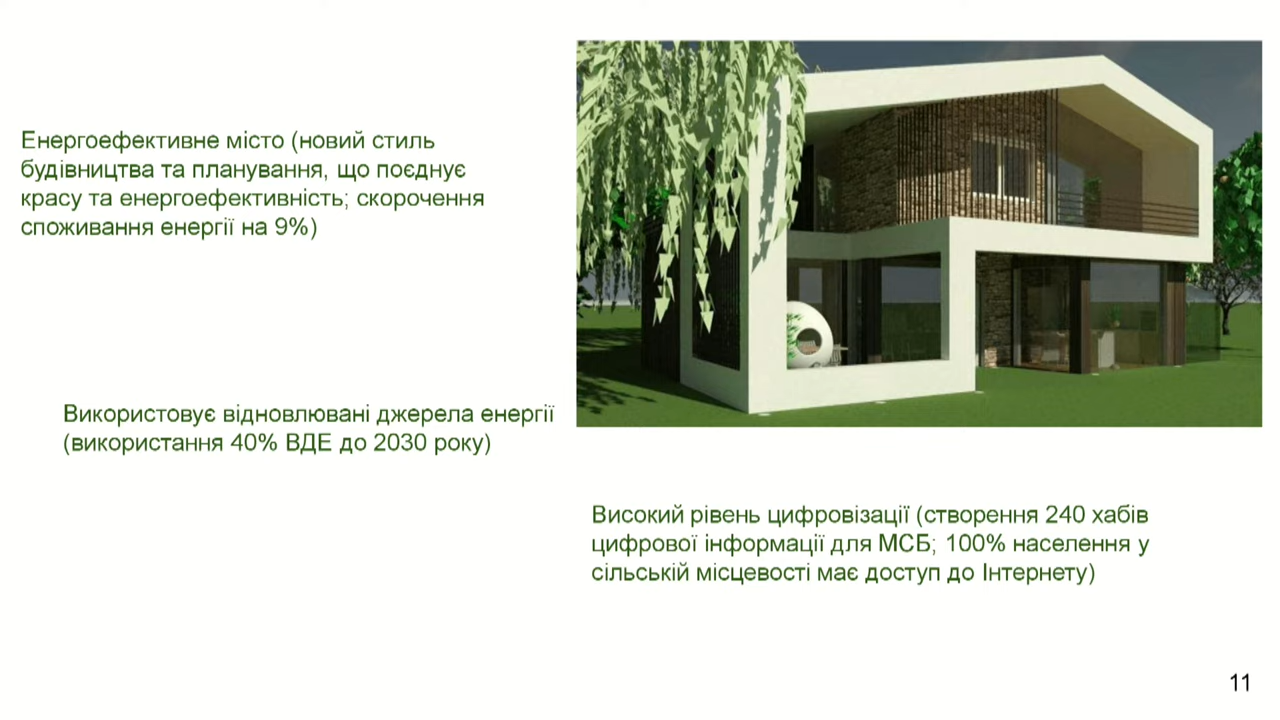 Енергоефективне місто (новий стиль
будівництва та планування, що поєднує
красу та енергоефективність; скорочення
споживання енергії на 9%)
Використовує відновлювані джерела енергії
(використання 40% ВДЕ до 2030 року)
Високий рівень цифровізації (створення 240 хабів
цифрової інформації для МСБ; 100% населення у
сільській місцевості має доступ до Інтернету)
11